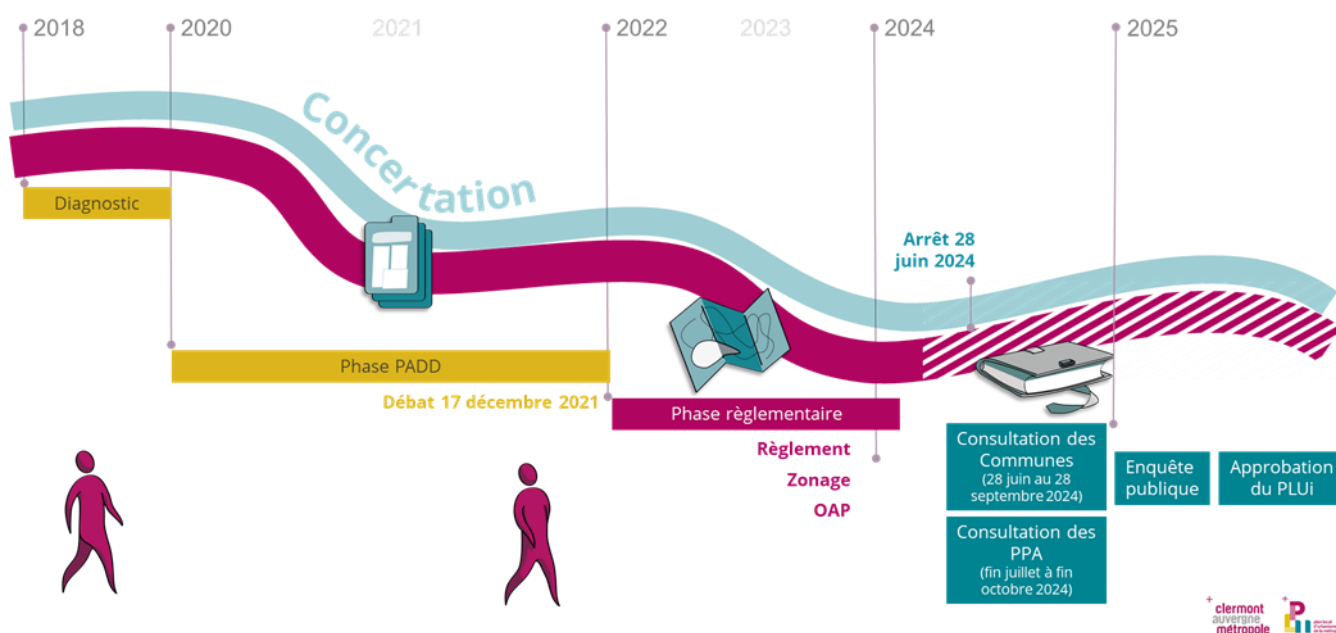 2018
2020
2021
2022
2023
2024
2025
Concertation
Diagnostic
Arrêt 28
juin 2024
Phase PADD
Débat 17 décembre 2021
Phase règlementaire
Règlement
Zonage
OAP
Consultation des
Communes
(28 juin au 28
septembre 2024)
Enquête
publique
Approbation
du PLUi
Consultation des
PPA
(fin juillet à fin
octobre 2024)
clermont
auvergne
métropole